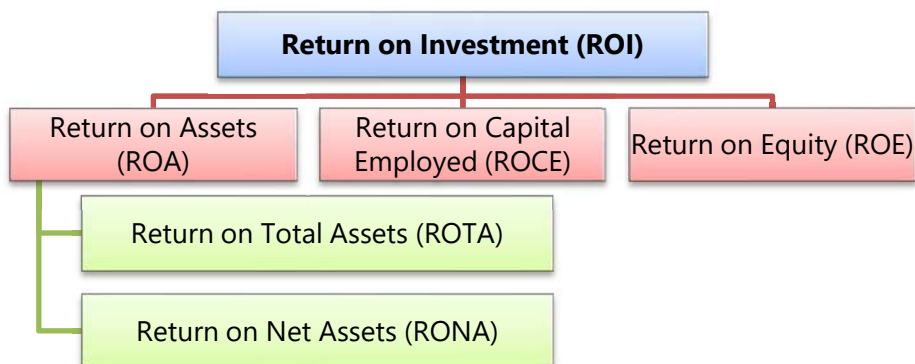 Return on Investment (ROI)
Return on Assets
(ROA)
Return on Capital
Employed (ROCE)
Return on Equity (ROE)
Return on Total Assets (ROTA)
Return on Net Assets (RONA)